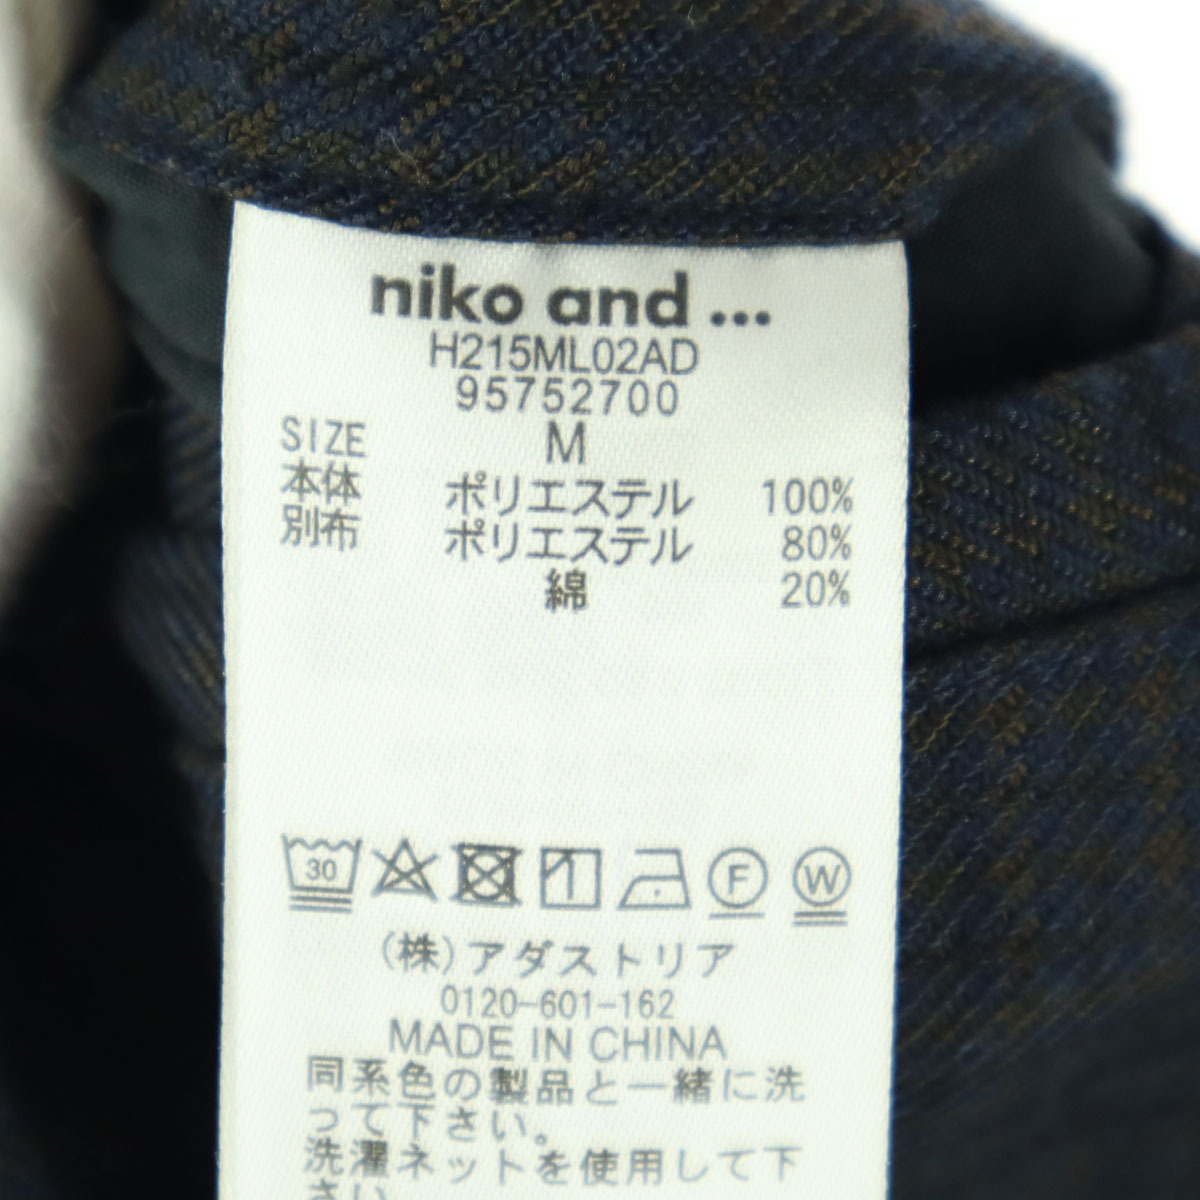 niko and ...
H215ML02AD
95752700
SIZE M
本体 ポリエステル 100%
別布 ポリエステル 80%
綿 20%
30 F W
(株)アダストリア
0120-601-162
MADE IN CHINA
同系色の製品と一緒に洗
って下さい。
洗濯ネットを使用して下
さい